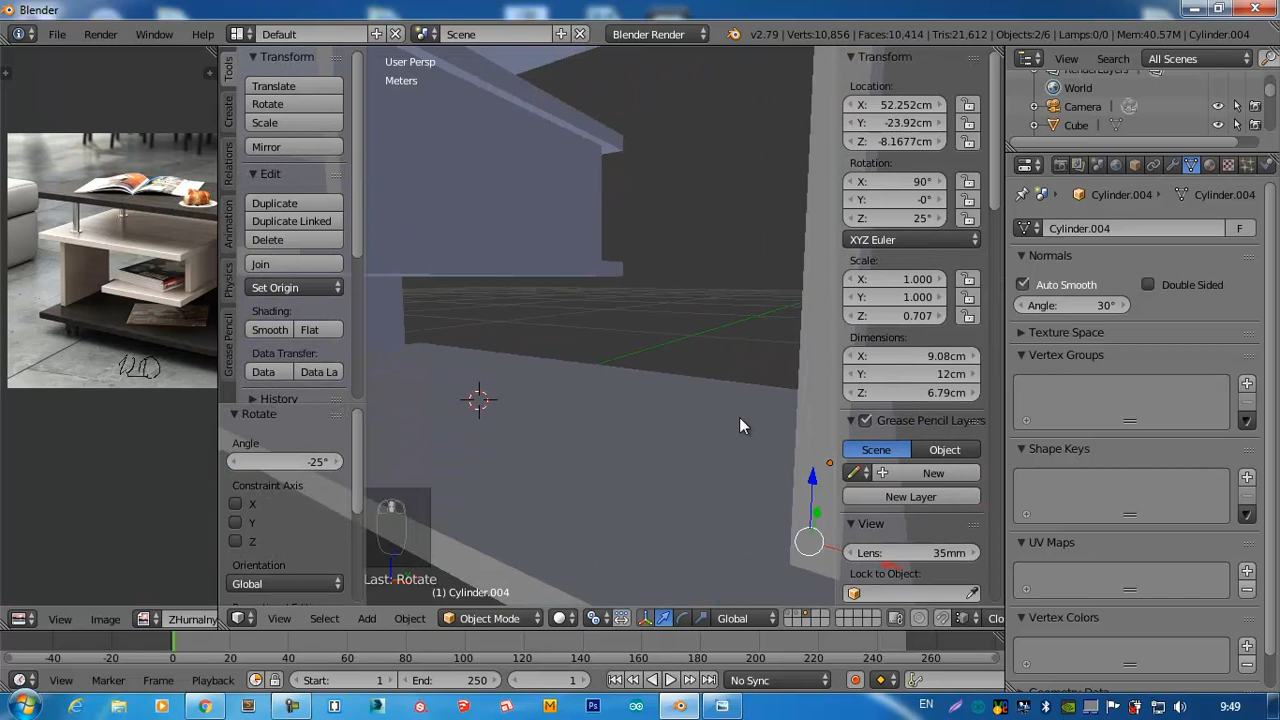 Blender
File Render Window Help Default Scene Blender Render v2.79 | Verts:10,856 | Faces:10,414 | Tris:21,612 | Objects:2/6 | Lamps:0/0 | Mem:40.57M | Cylinder.004
Tools
Create
Relations
Animation
Physics
Grease Pencil
Transform
Translate
Rotate
Scale
Mirror
Edit
Duplicate
Duplicate Linked
Delete
Join
Set Origin
Shading:
Smooth Flat
Data Transfer:
Data Data La
History
Rotate
Angle
-25°
Constraint Axis
X
Y
Z
Orientation
Global
User Persp
Meters
Last: Rotate
(1) Cylinder.004
Transform
Location:
X: 52.252cm
Y: -23.92cm
Z: -8.1677cm
Rotation:
X: 90°
Y: -0°
Z: 25°
XYZ Euler
Scale:
X: 1.000
Y: 1.000
Z: 0.707
Dimensions:
X: 9.08cm
Y: 12cm
Z: 6.79cm
Grease Pencil Layers
Scene Object
New
New Layer
View
Lens: 35mm
Lock to Object:
View Search All Scenes
RenderLayers
World
Camera
Cube
Cylinder.004 Cylinder.004
Cylinder.004 F
Normals
Auto Smooth Double Sided
Angle: 30°
Texture Space
Vertex Groups
Shape Keys
UV Maps
Vertex Colors
View Image ZHurnalny View Select Add Object Object Mode Global Clo
-40 -20 0 20 40 60 80 100 120 140 160 180 200 220 240 260
View Marker Frame Playback Start: 1 End: 250 1 No Sync
EN 9:49